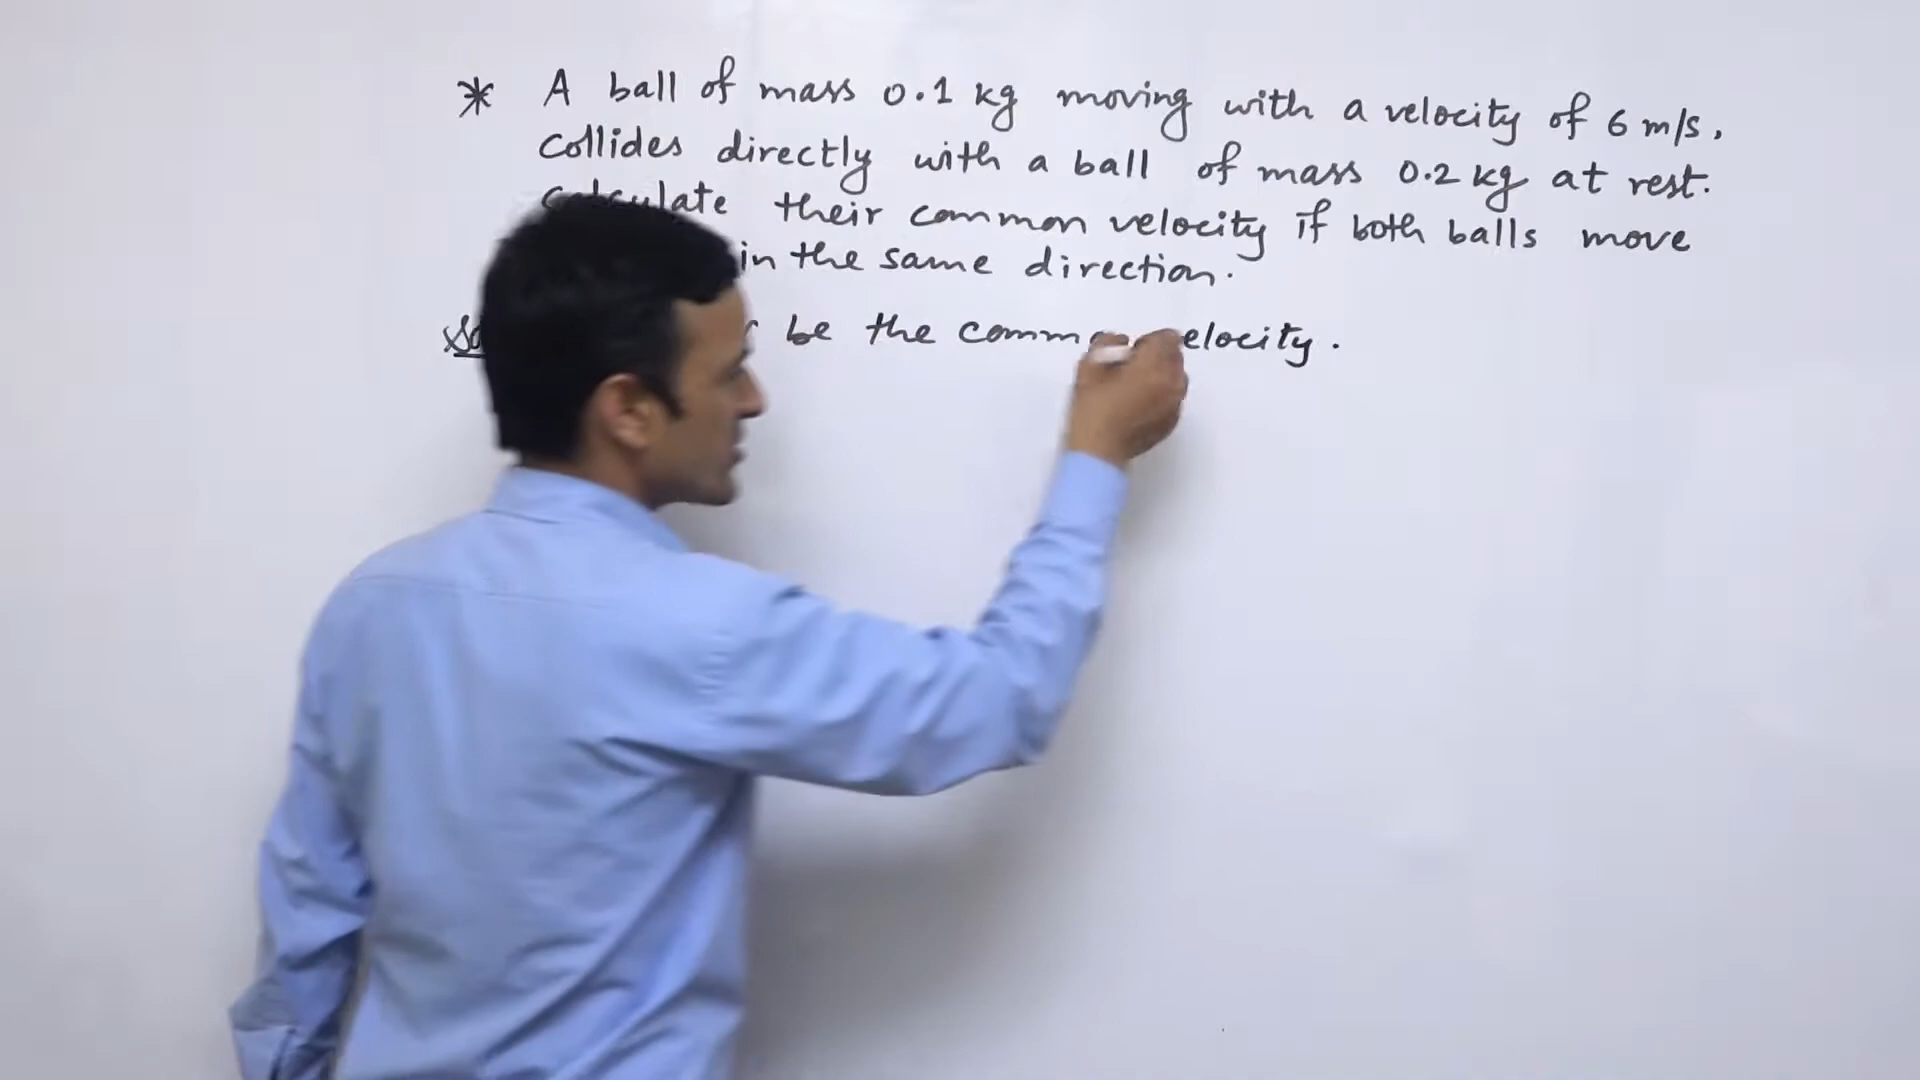 * A ball of mass 0.1 kg moving with a velocity of 6 m/s,
collides directly with a ball of mass 0.2 kg at rest.
calculate their common velocity if both balls move
in the same direction.
be the common velocity.